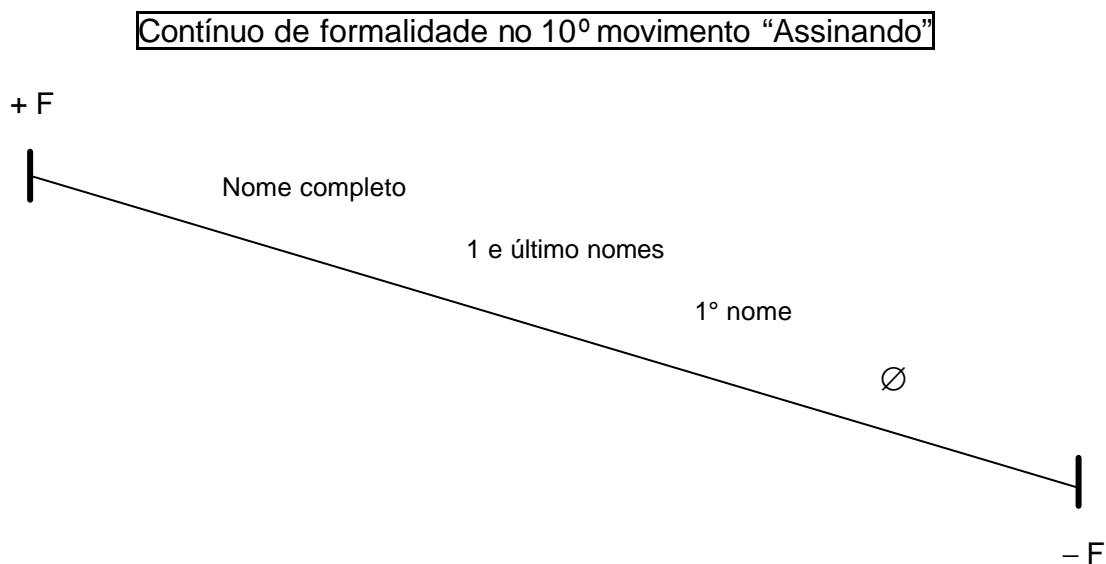 Contínuo de formalidade no 10º movimento “Assinando”
+ F
Nome completo
1 e último nomes
1° nome
∅
– F